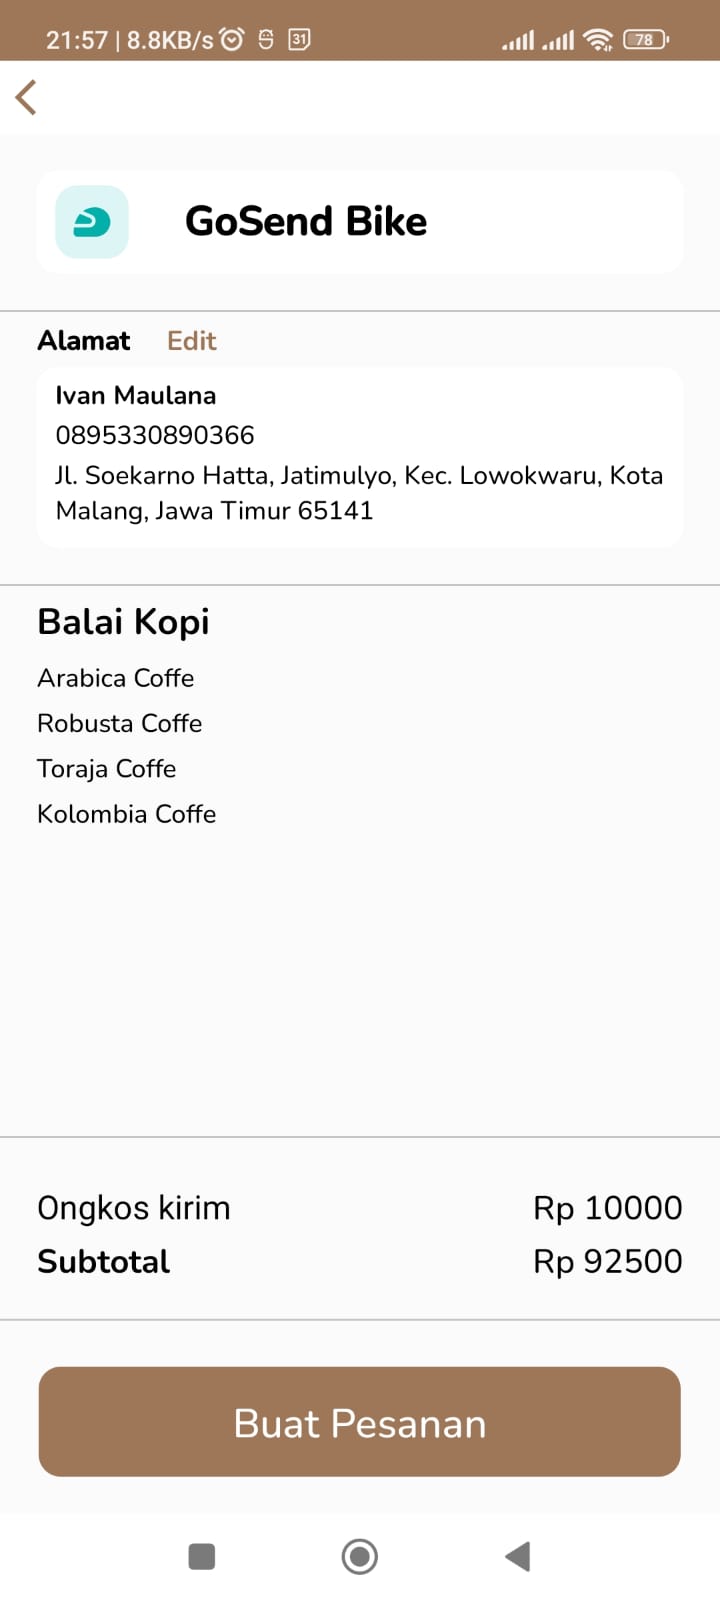 21:57 | 8.8KB/s 31 78
GoSend Bike
Alamat Edit
Ivan Maulana
0895330890366
Jl. Soekarno Hatta, Jatimulyo, Kec. Lowokwaru, Kota
Malang, Jawa Timur 65141
Balai Kopi
Arabica Coffe
Robusta Coffe
Toraja Coffe
Kolombia Coffe
Ongkos kirim Rp 10000
Subtotal Rp 92500
Buat Pesanan